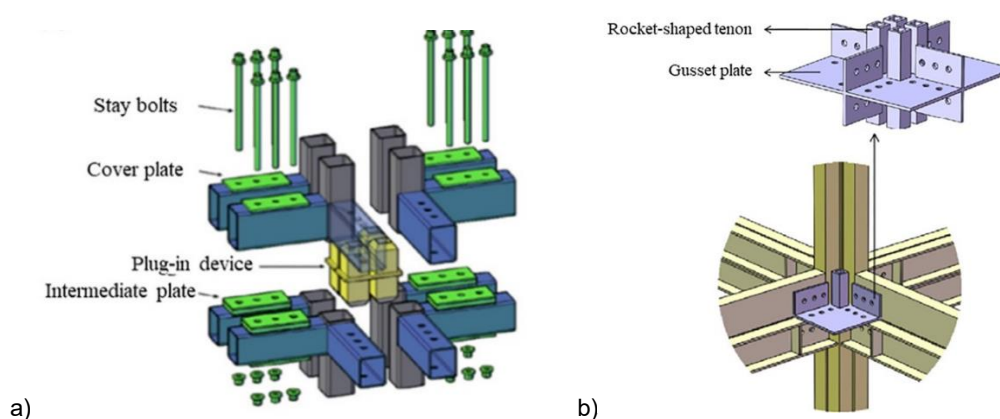 Stay bolts
Cover plate
Plug-in device
Intermediate plate
a)
Rocket-shaped tenon
Gusset plate
b)